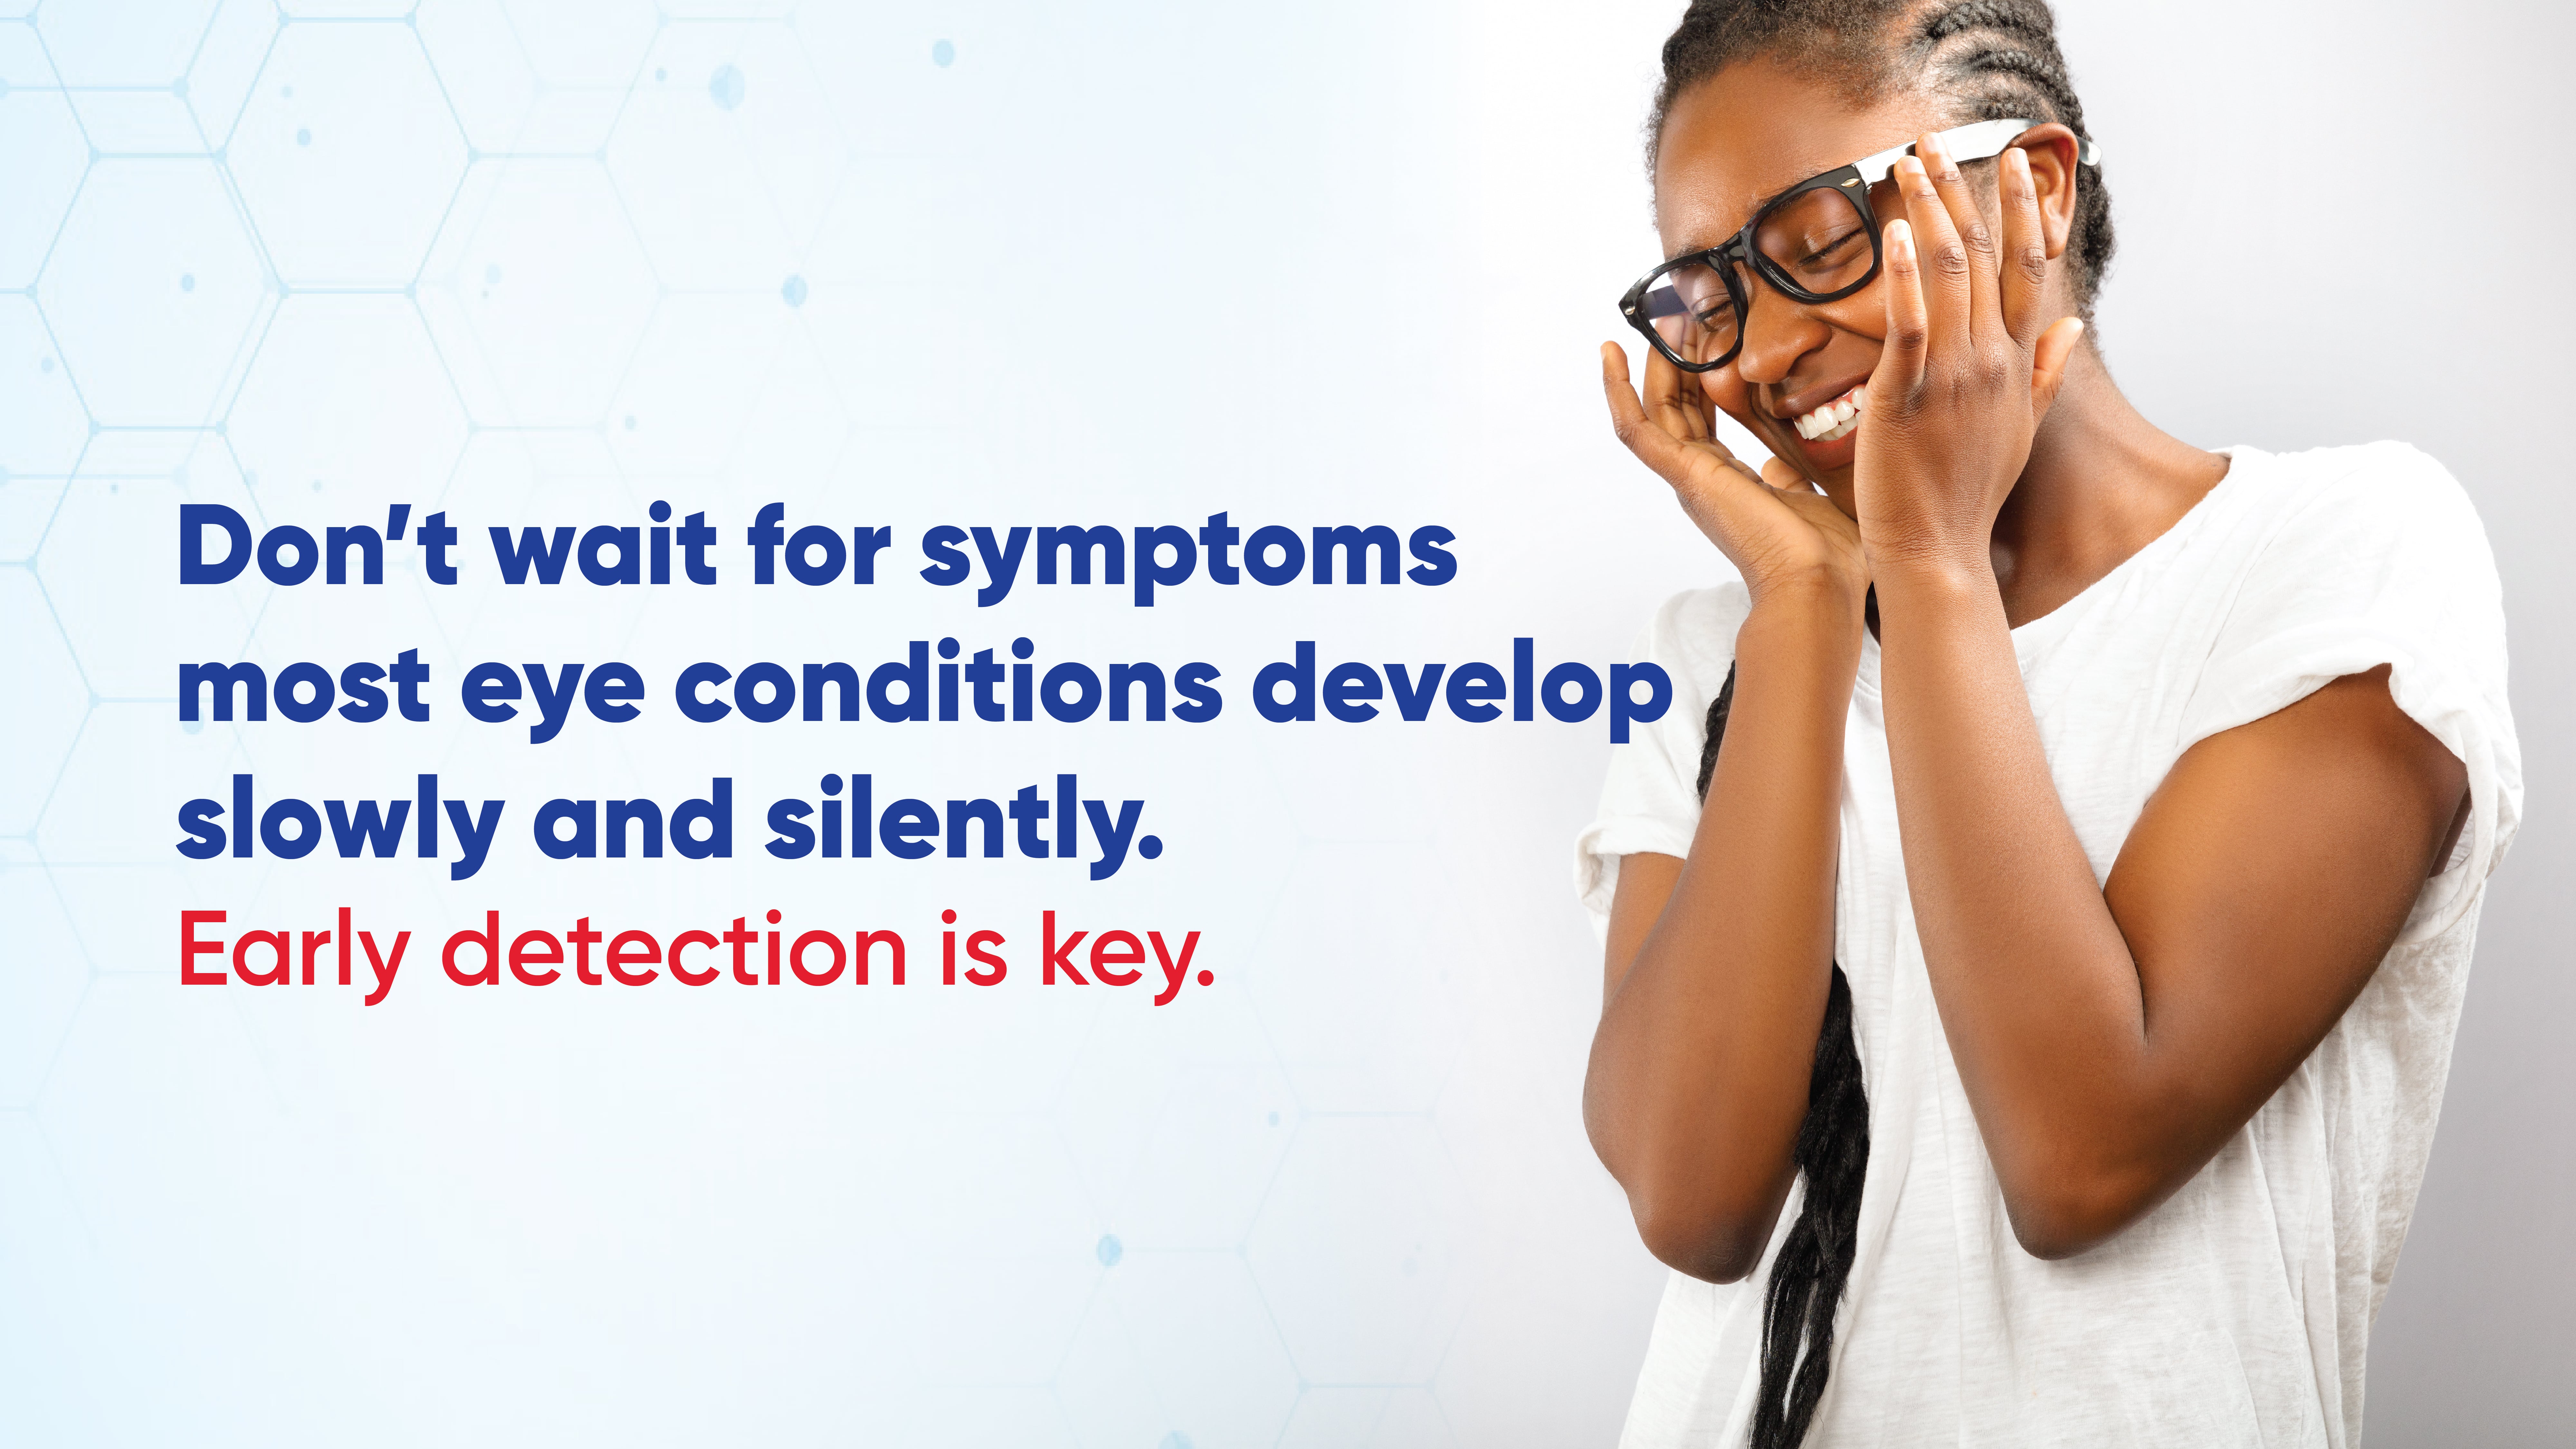 Don’t wait for symptoms
most eye conditions develop
slowly and silently.
Early detection is key.